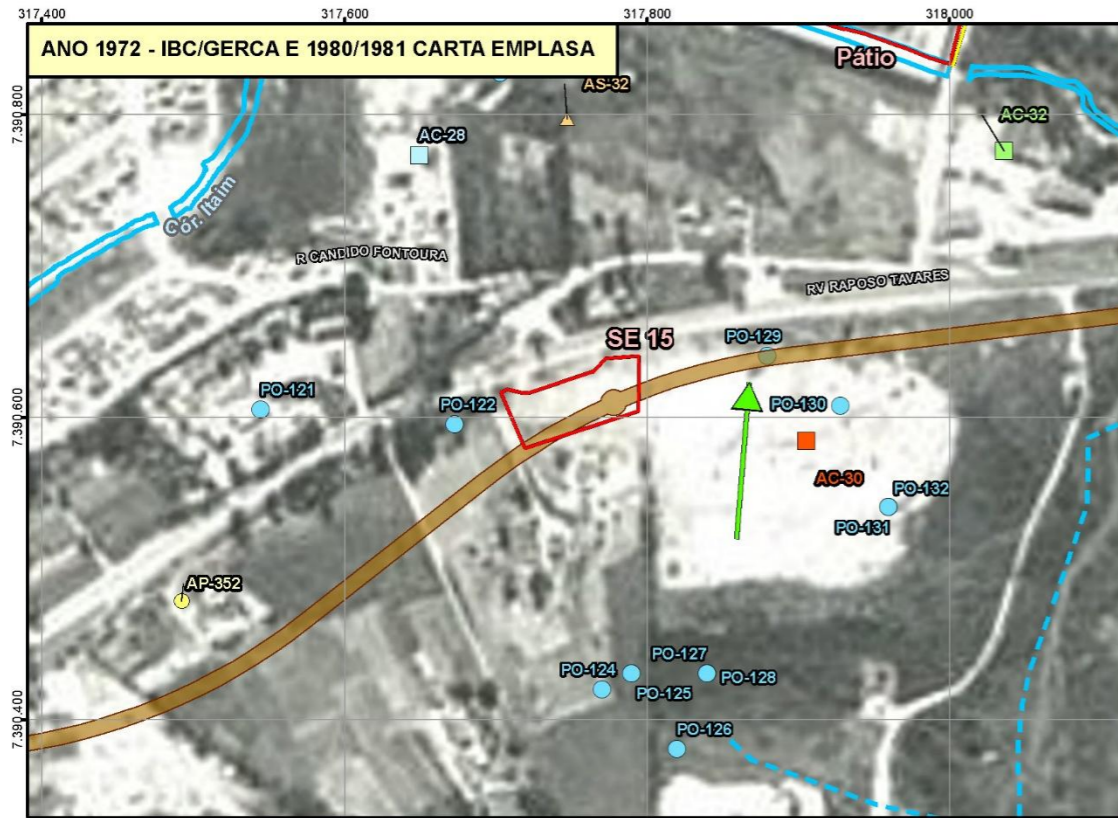 317,400
317,600
317,800
318,000
ANO 1972 - IBC/GERCA E 1980/1981 CARTA EMPLASA
Pátio
AS-32
7.390.800
AC-28
AC-32
Cór. Itaim
R CANDIDO FONTOURA
RV RAPOSO TAVARES
SE 15
PO-129
PO-121
PO-122
PO-130
7.390.600
AC-30
PO-132
PO-131
AP-352
PO-127
PO-124
PO-128
PO-125
7.390.400
PO-126